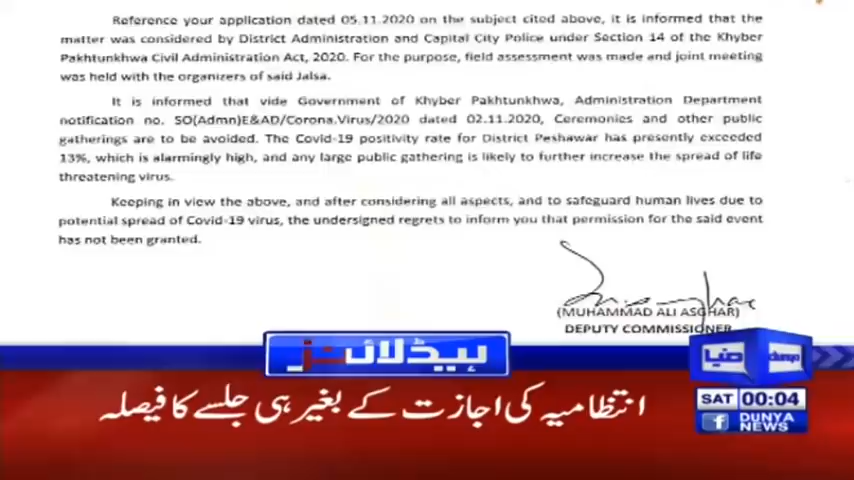 Reference your application dated 05.11.2020 on the subject cited above, it is informed that the
matter was considered by District Administration and Capital City Police under Section 14 of the Khyber
Pakhtunkhwa Civil Administration Act, 2020. For the purpose, field assessment was made and joint meeting
was held with the organizers of said Jalsa.
It is informed that vide Government of Khyber Pakhtunkhwa, Administration Department
notification no. SO(Admn)E&AD/Corona.Virus/2020 dated 02.11.2020, Ceremonies and other public
gatherings are to be avoided. The Covid-19 positivity rate for District Peshawar has presently exceeded
13%, which is alarmingly high, and any large public gathering is likely to further increase the spread of life
threatening virus.
Keeping in view the above, and after considering all aspects, and to safeguard human lives due to
potential spread of Covid-19 virus, the undersigned regrets to inform you that permission for the said event
has not been granted.
(MUHAMMAD ALI ASGHAR)
DEPUTY COMMISSIONER
ہیڈلائنز
دنیا dunya
انتظامیہ کی اجازت کے بغیر ہی جلسے کا فیصلہ
SAT 00:04
f DUNYA
NEWS